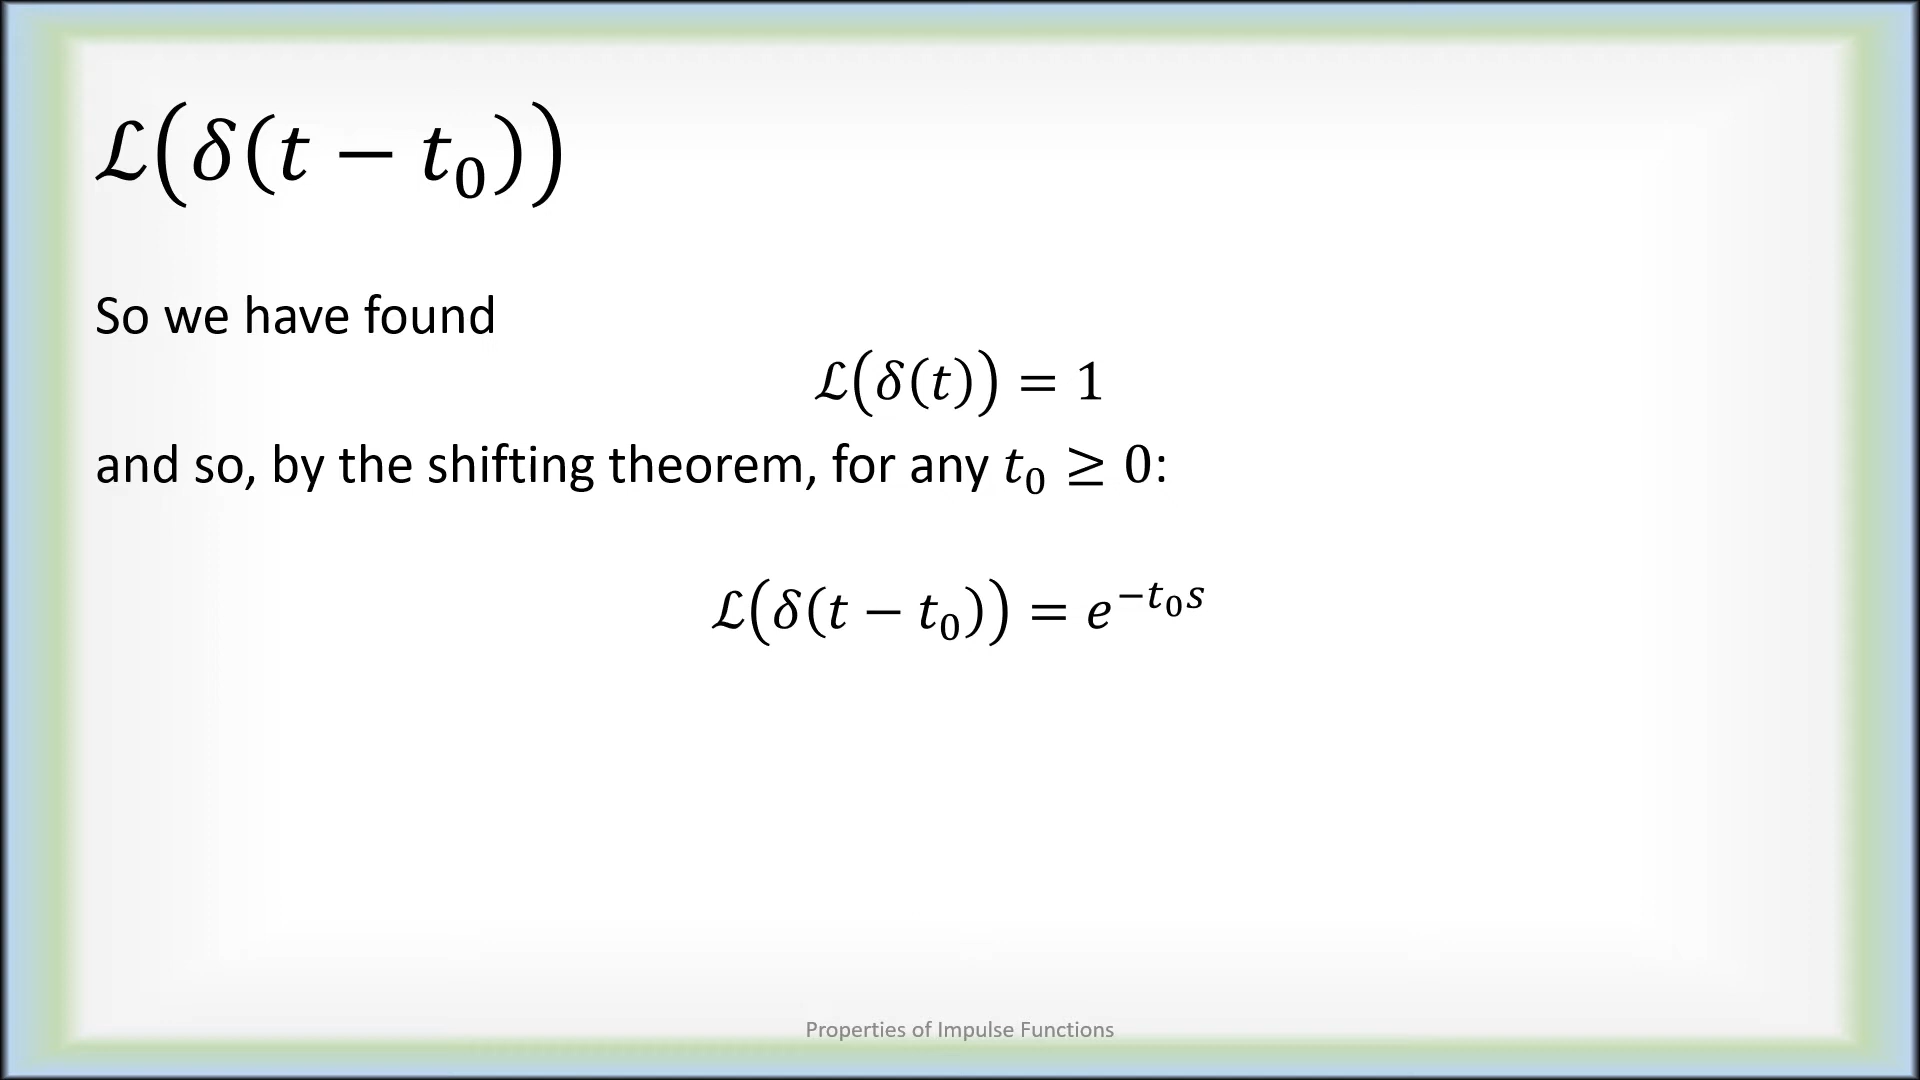 ℒ(δ(t − t₀))
So we have found
ℒ(δ(t)) = 1
and so, by the shifting theorem, for any t₀ ≥ 0:
ℒ(δ(t − t₀)) = e^{−t₀s}
Properties of Impulse Functions